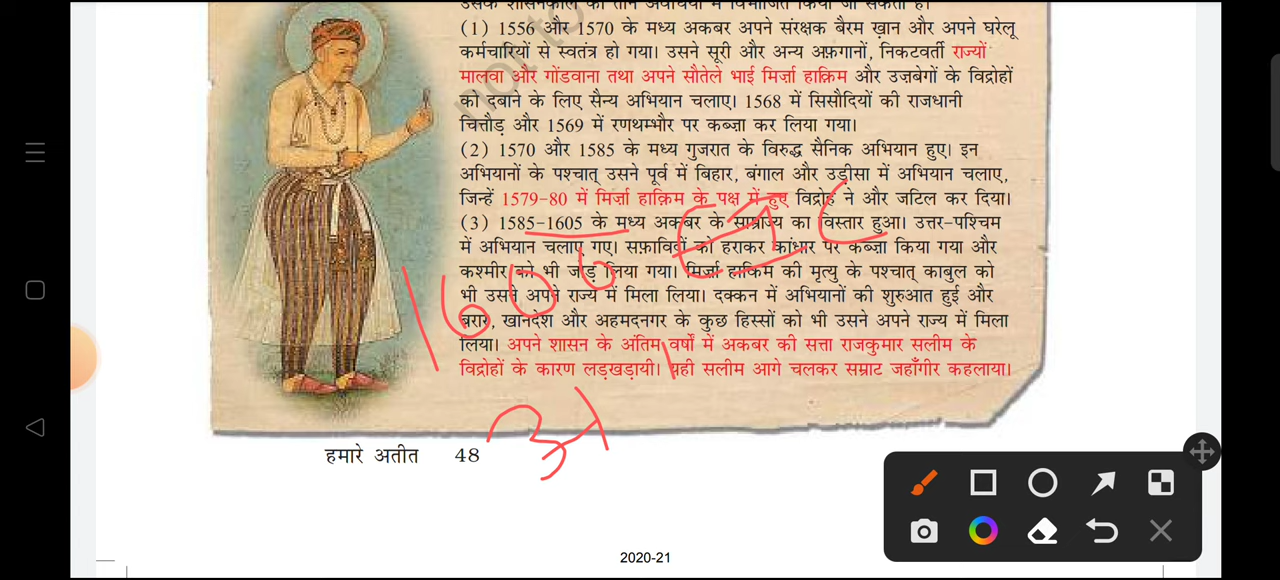 उसके शासनकाल को तीन अवधियों में विभाजित किया जा सकता है।
(1) 1556 और 1570 के मध्य अकबर अपने संरक्षक बैरम ख़ान और अपने घरेलू
कर्मचारियों से स्वतंत्र हो गया। उसने सूरी और अन्य अफ़गानों, निकटवर्ती राज्यों
मालवा और गोंडवाना तथा अपने सौतेले भाई मिर्ज़ा हाक़िम और उज़बेगों के विद्रोहों
को दबाने के लिए सैन्य अभियान चलाए। 1568 में सिसौदियों की राजधानी
चित्तौड़ और 1569 में रणथम्भौर पर कब्ज़ा कर लिया गया।
(2) 1570 और 1585 के मध्य गुजरात के विरुद्ध सैनिक अभियान हुए। इन
अभियानों के पश्चात् उसने पूर्व में बिहार, बंगाल और उड़ीसा में अभियान चलाए,
जिन्हें 1579-80 में मिर्ज़ा हाक़िम के पक्ष में हुए विद्रोह ने और जटिल कर दिया।
(3) 1585-1605 के मध्य अकबर के साम्राज्य का विस्तार हुआ। उत्तर-पश्चिम
में अभियान चलाए गए। सफ़ाविदों को हराकर कांधार पर कब्ज़ा किया गया और
कश्मीर को भी जोड़ लिया गया। मिर्ज़ा हाकिम की मृत्यु के पश्चात् काबुल को
भी उसने अपने राज्य में मिला लिया। दक्कन में अभियानों की शुरुआत हुई और
बरार, खानदेश और अहमदनगर के कुछ हिस्सों को भी उसने अपने राज्य में मिला
लिया। अपने शासन के अंतिम वर्षों में अकबर की सत्ता राजकुमार सलीम के
विद्रोहों के कारण लड़खड़ायी। यही सलीम आगे चलकर सम्राट जहाँगीर कहलाया।
1600
हमारे अतीत 48
2020-21